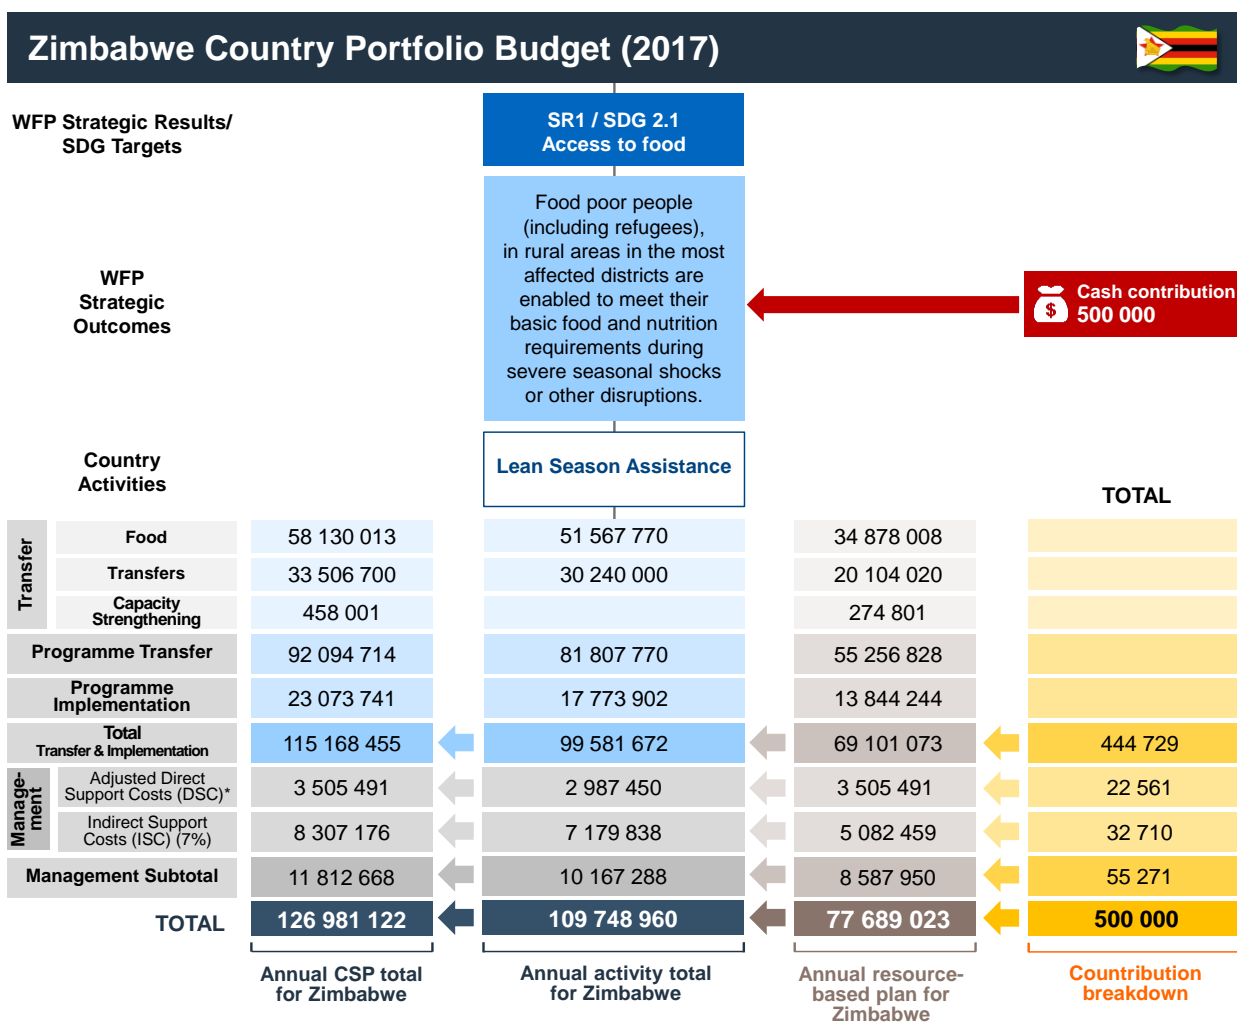 Zimbabwe Country Portfolio Budget (2017)
WFP Strategic Results/
SDG Targets
SR1 / SDG 2.1
Access to food
WFP
Strategic
Outcomes
Food poor people
(including refugees),
in rural areas in the most
affected districts are
enabled to meet their
basic food and nutrition
requirements during
severe seasonal shocks
or other disruptions.
$
Cash contribution
500 000
Country
Activities
Lean Season Assistance
TOTAL
Transfer
Food
58 130 013
51 567 770
34 878 008
Transfers
33 506 700
30 240 000
20 104 020
Capacity
Strengthening
458 001
274 801
Programme Transfer
92 094 714
81 807 770
55 256 828
Programme
Implementation
23 073 741
17 773 902
13 844 244
Total
Transfer & Implementation
115 168 455
99 581 672
69 101 073
444 729
Manage-
ment
Adjusted Direct
Support Costs (DSC)*
3 505 491
2 987 450
3 505 491
22 561
Indirect Support
Costs (ISC) (7%)
8 307 176
7 179 838
5 082 459
32 710
Management Subtotal
11 812 668
10 167 288
8 587 950
55 271
TOTAL
126 981 122
109 748 960
77 689 023
500 000
Annual CSP total
for Zimbabwe
Annual activity total
for Zimbabwe
Annual resource-
based plan for
Zimbabwe
Countribution
breakdown